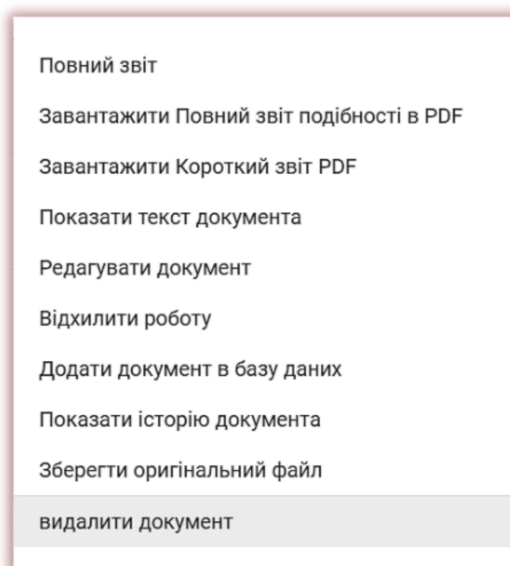 Повний звіт
Завантажити Повний звіт подібності в PDF
Завантажити Короткий звіт PDF
Показати текст документа
Редагувати документ
Відхилити роботу
Додати документ в базу даних
Показати історію документа
Зберегти оригінальний файл
видалити документ